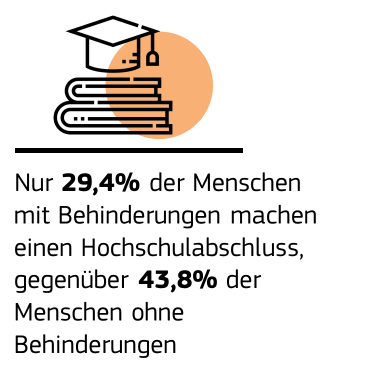 Nur 29,4% der Menschen
mit Behinderungen machen
einen Hochschulabschluss,
gegenüber 43,8% der
Menschen ohne
Behinderungen